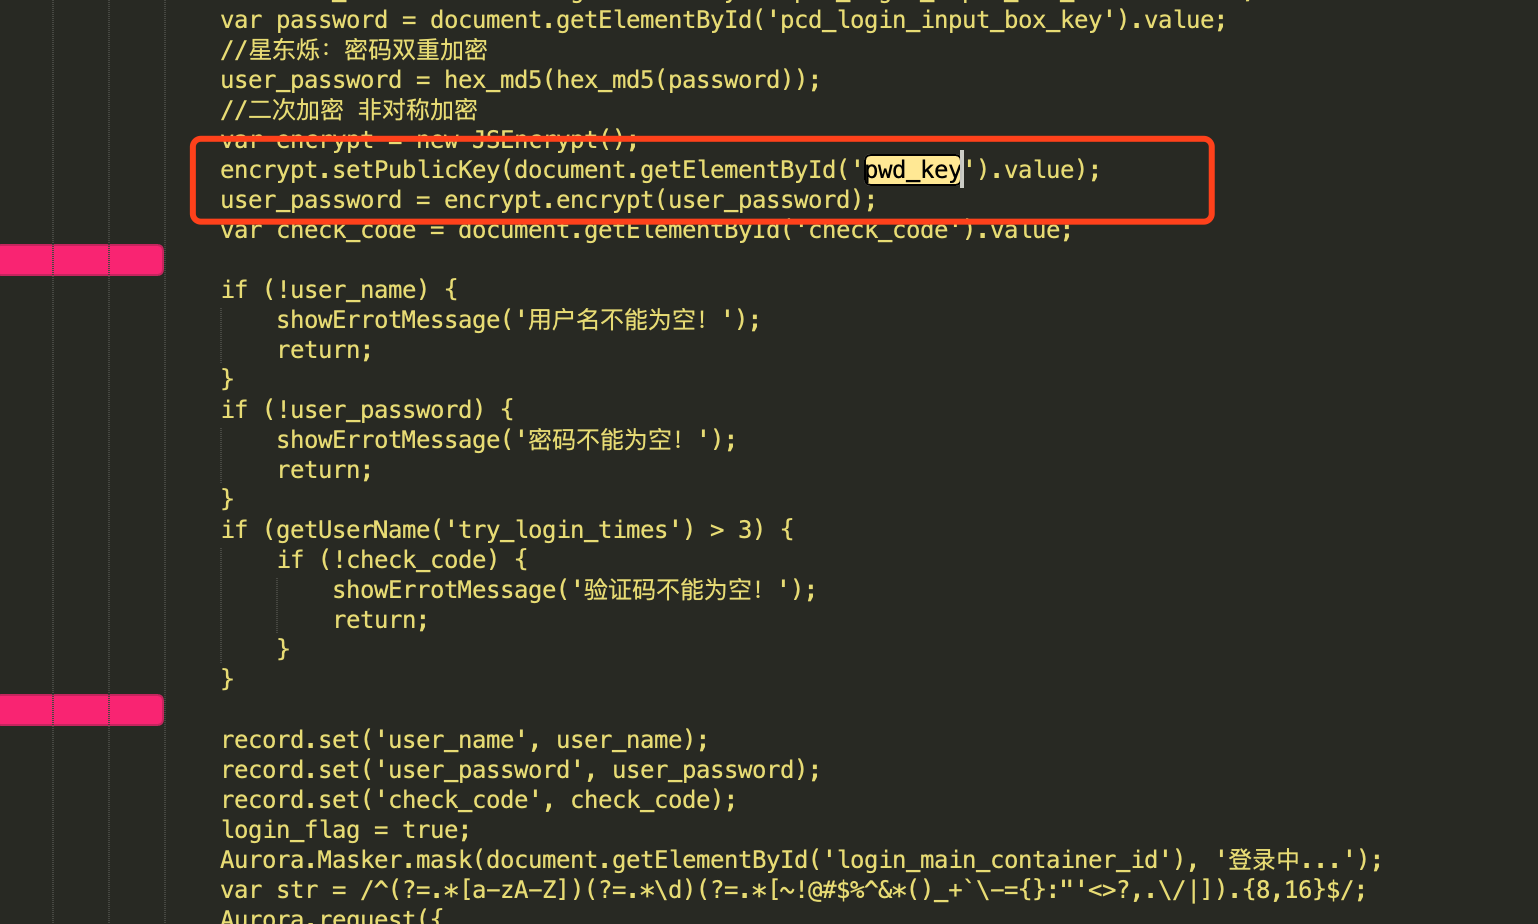 var password = document.getElementById('pcd_login_input_box_key').value;
//星东烁：密码双重加密
user_password = hex_md5(hex_md5(password));
//二次加密 非对称加密
var encrypt = new JSEncrypt();
encrypt.setPublicKey(document.getElementById('pwd_key').value);
user_password = encrypt.encrypt(user_password);
var check_code = document.getElementById('check_code').value;
if (!user_name) {
showErrotMessage('用户名不能为空！');
return;
}
if (!user_password) {
showErrotMessage('密码不能为空！');
return;
}
if (getUserName('try_login_times') > 3) {
if (!check_code) {
showErrotMessage('验证码不能为空！');
return;
}
}
record.set('user_name', user_name);
record.set('user_password', user_password);
record.set('check_code', check_code);
login_flag = true;
Aurora.Masker.mask(document.getElementById('login_main_container_id'), '登录中...');
var str = /^(?=.*[a-zA-Z])(?=.*\d)(?=.*[~!@#$%^&*()_+`\-={}:"'<>?,.\/|]).{8,16}$/;
Aurora.request({